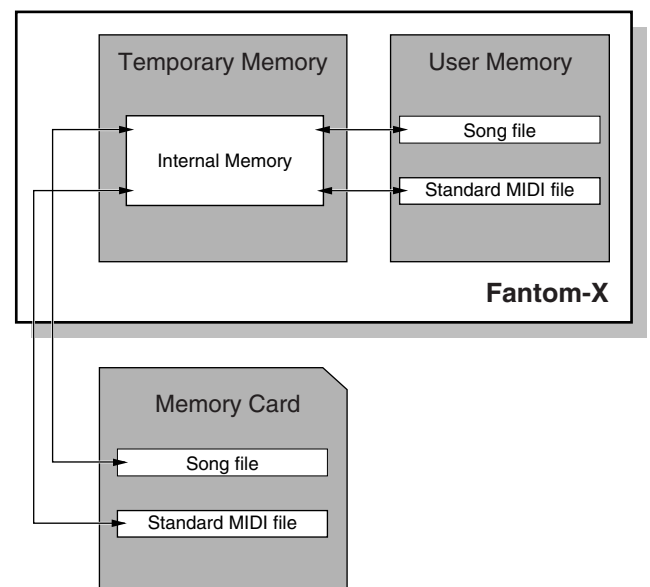 Temporary Memory
User Memory
Internal Memory
Song file
Standard MIDI file
Fantom-X
Memory Card
Song file
Standard MIDI file